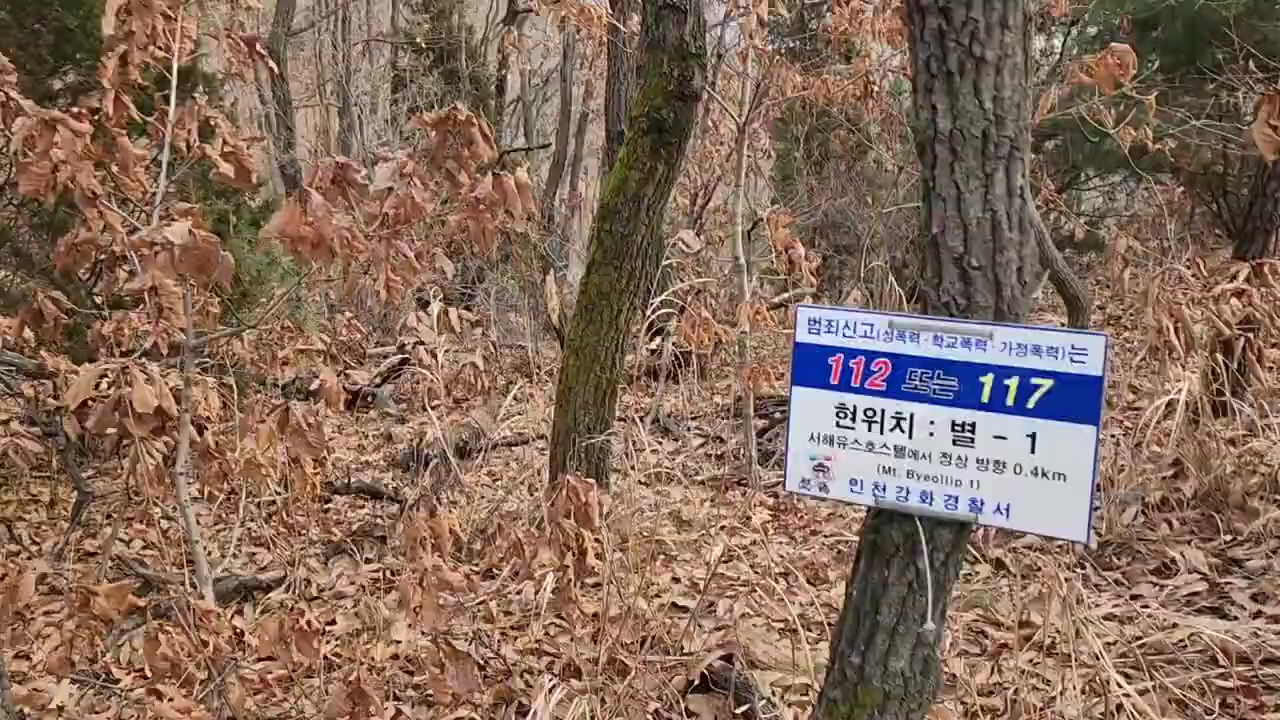 범죄신고(성폭력·학교폭력·가정폭력)는
112 또는 117
현위치 : 별 - 1
서해유스호스텔에서 정상 방향 0.4km
(Mt. Byeollip 1)
인천강화경찰서